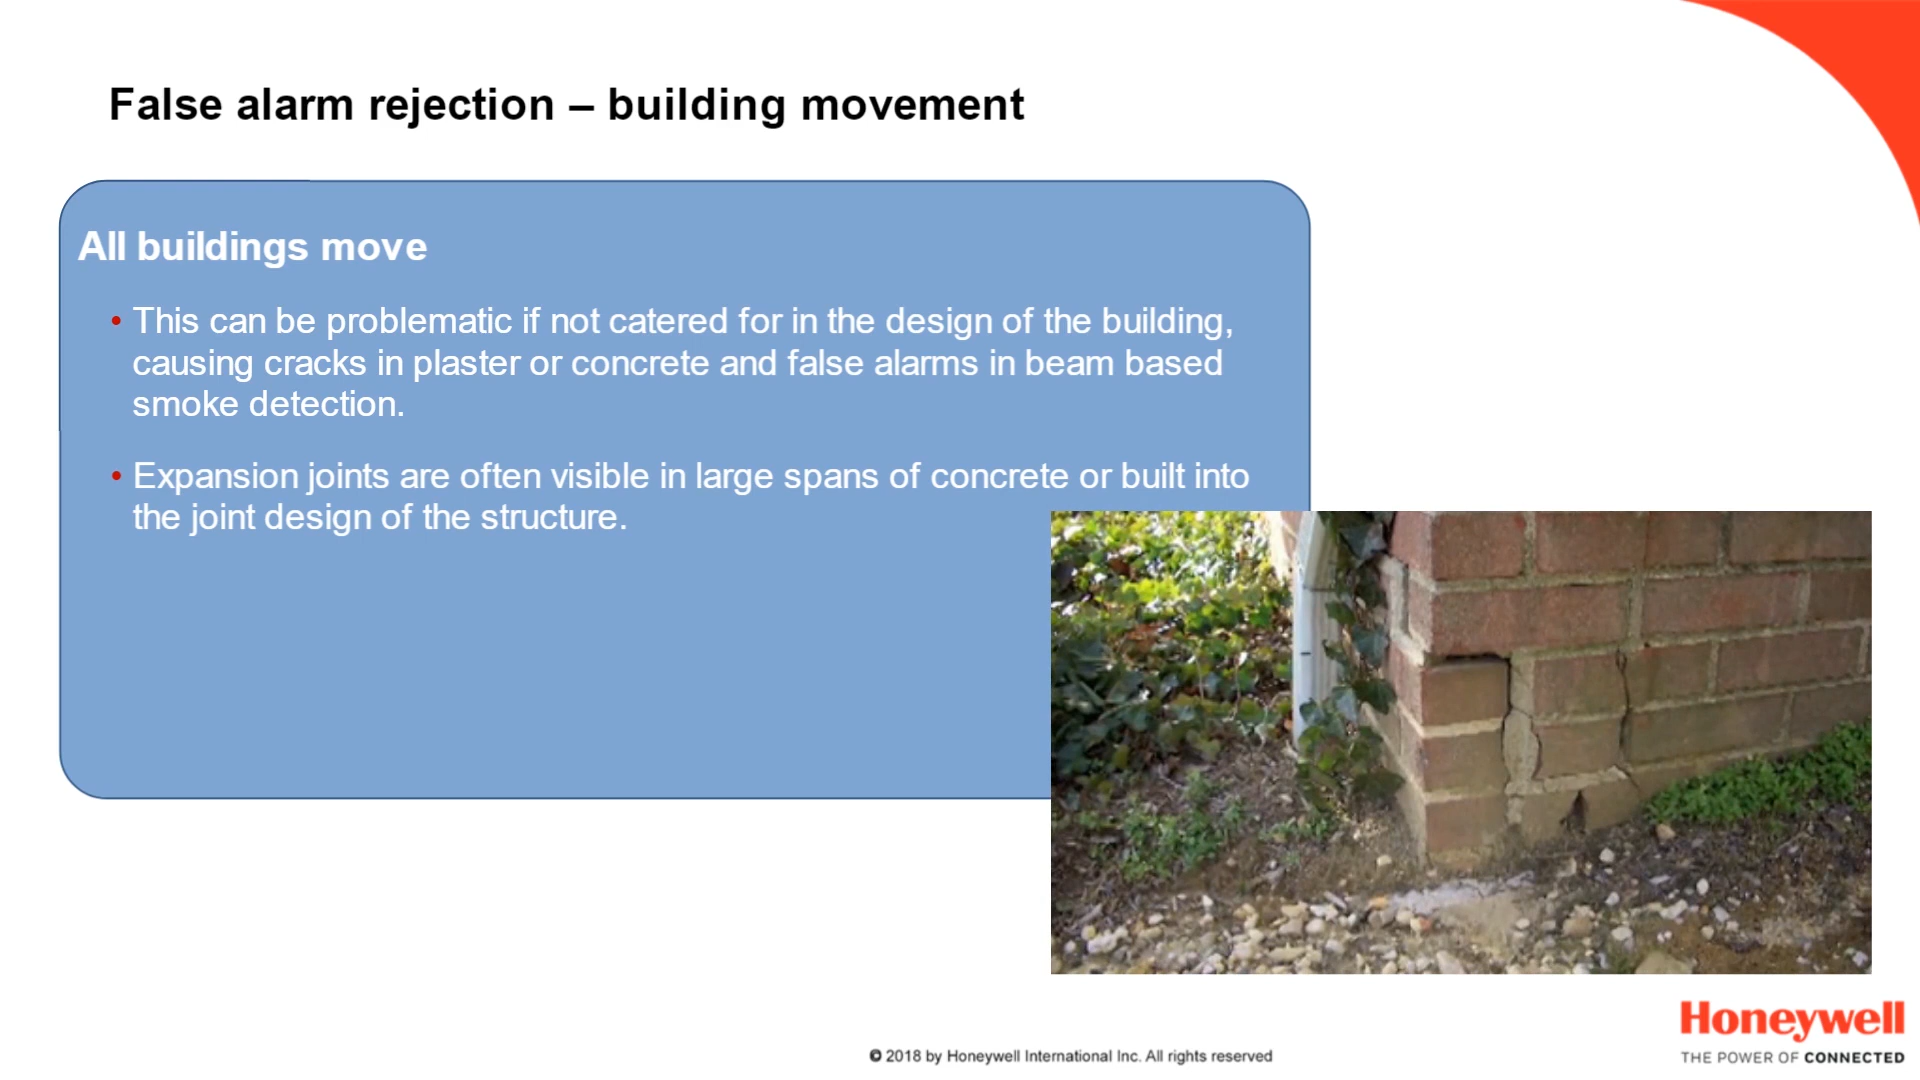 False alarm rejection – building movement
All buildings move
• This can be problematic if not catered for in the design of the building,
causing cracks in plaster or concrete and false alarms in beam based
smoke detection.
• Expansion joints are often visible in large spans of concrete or built into
the joint design of the structure.
Honeywell
THE POWER OF CONNECTED
© 2018 by Honeywell International Inc. All rights reserved